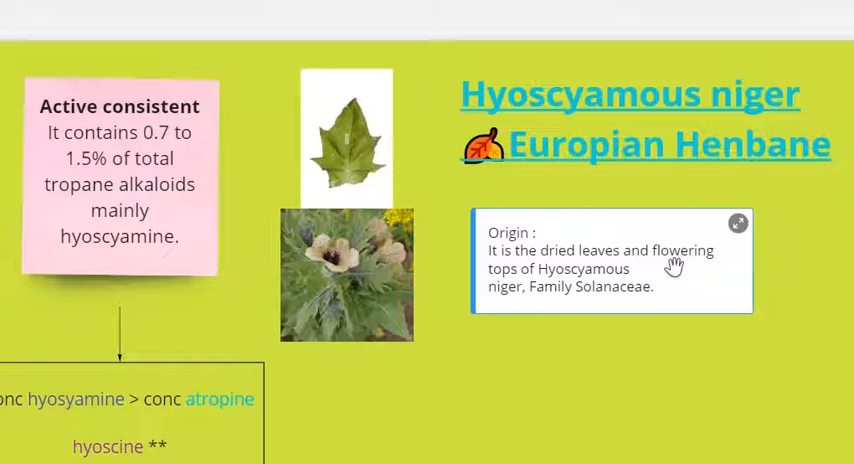 Active consistent
It contains 0.7 to
1.5% of total
tropane alkaloids
mainly
hyoscyamine.
Hyoscyamous niger
Europian Henbane
Origin :
It is the dried leaves and flowering
tops of Hyoscyamous
niger, Family Solanaceae.
hyosyamine > conc atropine
hyoscine **